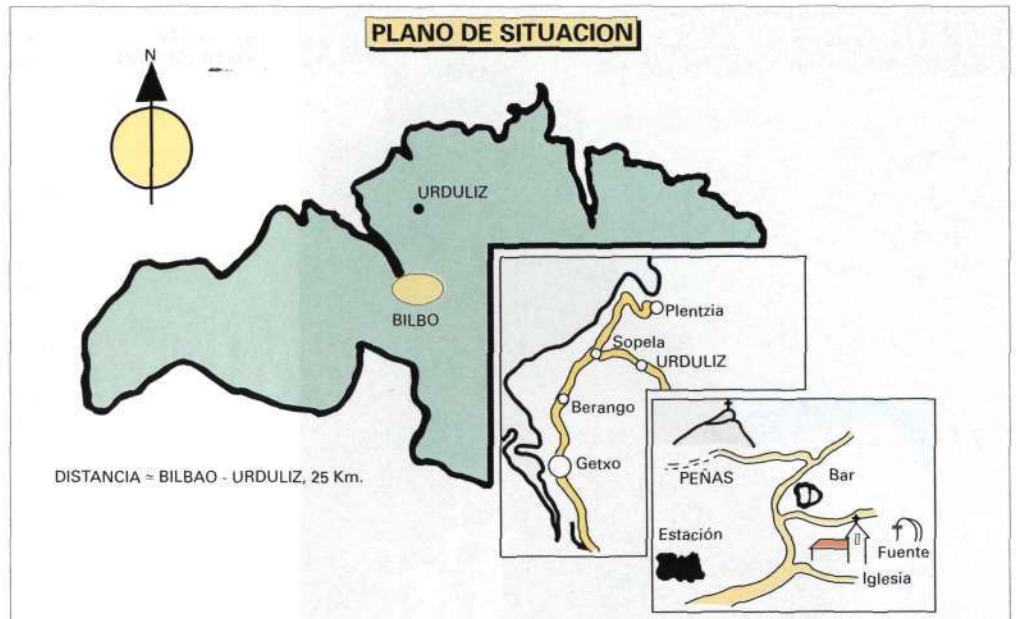 PLANO DE SITUACION
N
URDULIZ
BILBO
Plentzia
Sopela
URDULIZ
Berango
Getxo
DISTANCIA ≃ BILBAO - URDULIZ, 25 Km.
PEÑAS
Bar
Estación
Fuente
Iglesia